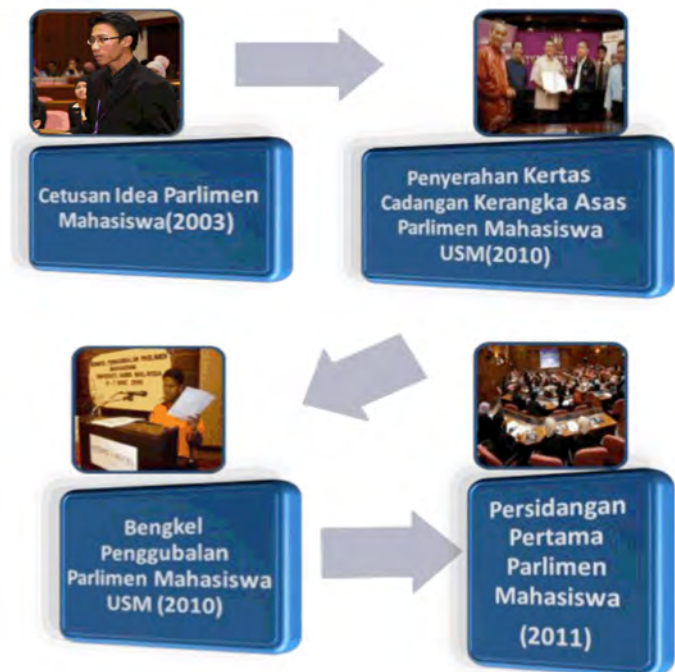 Cetusan Idea Parlimen
Mahasiswa(2003)
Penyerahan Kertas
Cadangan Kerangka Asas
Parlimen Mahasiswa
USM(2010)
Bengkel
Penggubalan
Parlimen Mahasiswa
USM (2010)
Persidangan
Pertama
Parlimen
Mahasiswa
(2011)